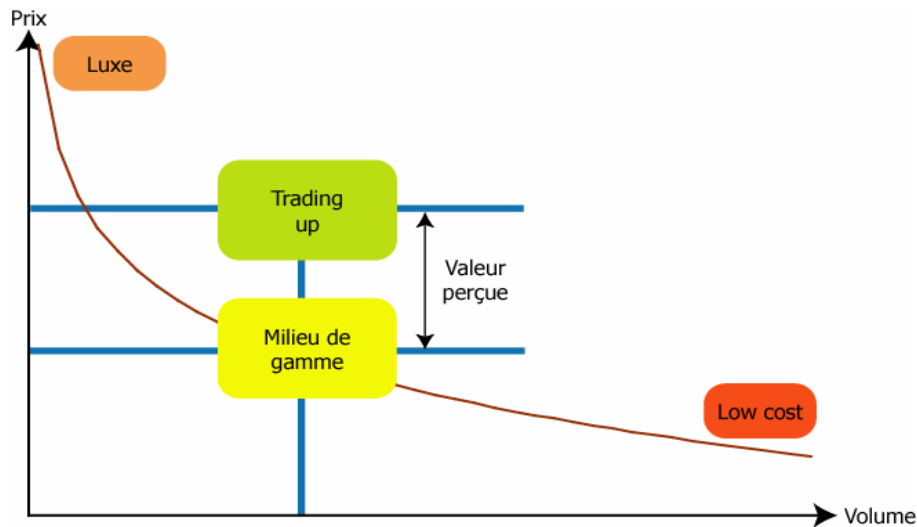 Prix
Luxe
Trading
up
Valeur
perçue
Milieu de
gamme
Low cost
Volume